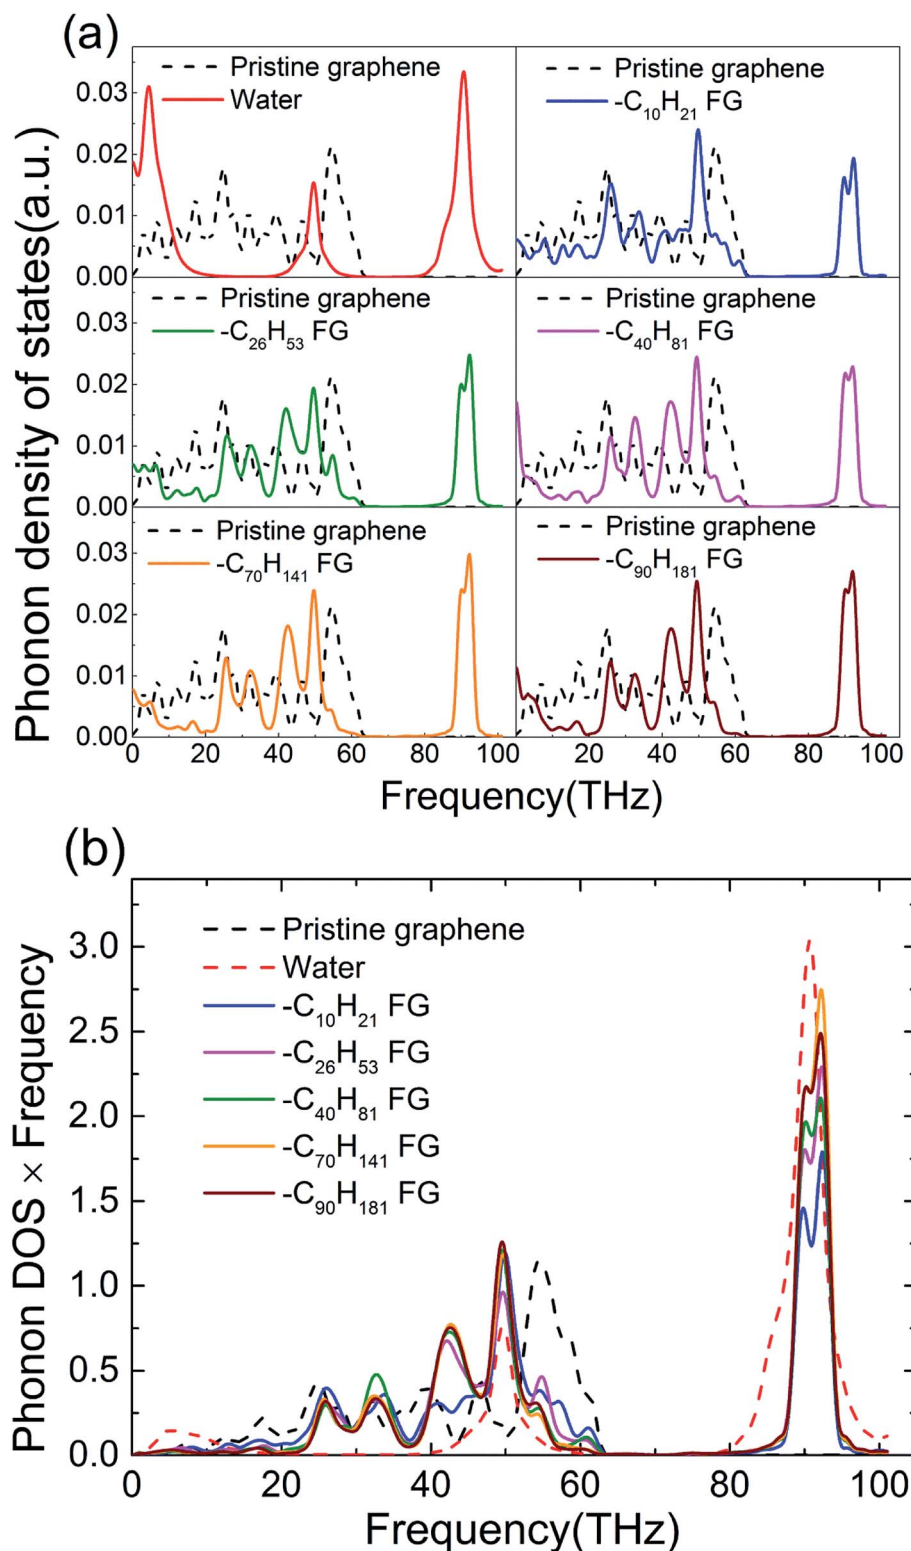 (a)
Phonon density of states(a.u.)
Pristine graphene
Water
0.03
0.02
0.01
0.00
Pristine graphene
-C₁₀H₂₁ FG
Pristine graphene
-C₂₆H₅₃ FG
0.03
0.02
0.01
0.00
Pristine graphene
-C₄₀H₈₁ FG
Pristine graphene
-C₇₀H₁₄₁ FG
0.03
0.02
0.01
0.00
Pristine graphene
-C₉₀H₁₈₁ FG
0 20 40 60 80 100
0 20 40 60 80 100
Frequency(THz)
(b)
Phonon DOS × Frequency
3.0
2.5
2.0
1.5
1.0
0.5
0.0
Pristine graphene
Water
-C₁₀H₂₁ FG
-C₂₆H₅₃ FG
-C₄₀H₈₁ FG
-C₇₀H₁₄₁ FG
-C₉₀H₁₈₁ FG
0 20 40 60 80 100
Frequency(THz)